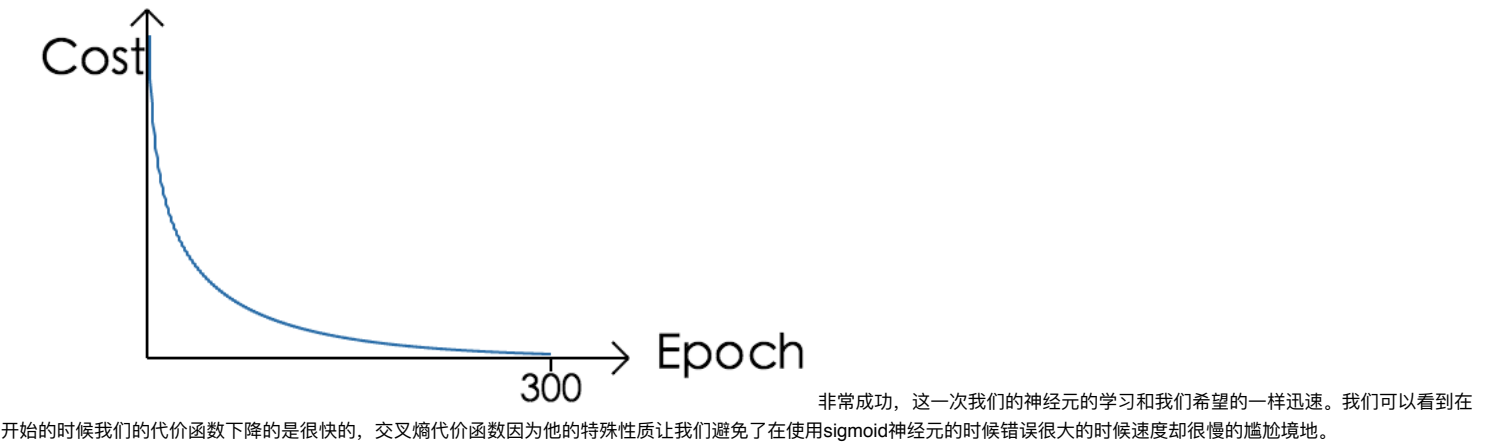 Cost
Epoch
300
非常成功，这一次我们的神经元的学习和我们希望的一样迅速。我们可以看到在
开始的时候我们的代价函数下降的是很快的，交叉熵代价函数因为他的特殊性质让我们避免了在使用sigmoid神经元的时候错误很大的时候速度却很慢的尴尬境地。